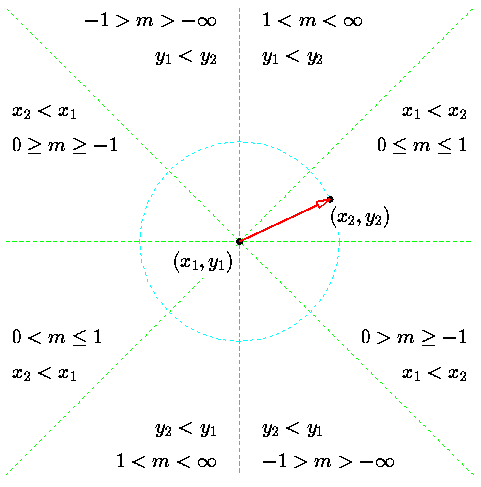 −1 > m > −∞
1 < m < ∞
y₁ < y₂
y₁ < y₂
x₂ < x₁
x₁ < x₂
0 ≥ m ≥ −1
0 ≤ m ≤ 1
(x₂, y₂)
(x₁, y₁)
0 < m ≤ 1
0 > m ≥ −1
x₂ < x₁
x₁ < x₂
y₂ < y₁
y₂ < y₁
1 < m < ∞
−1 > m > −∞